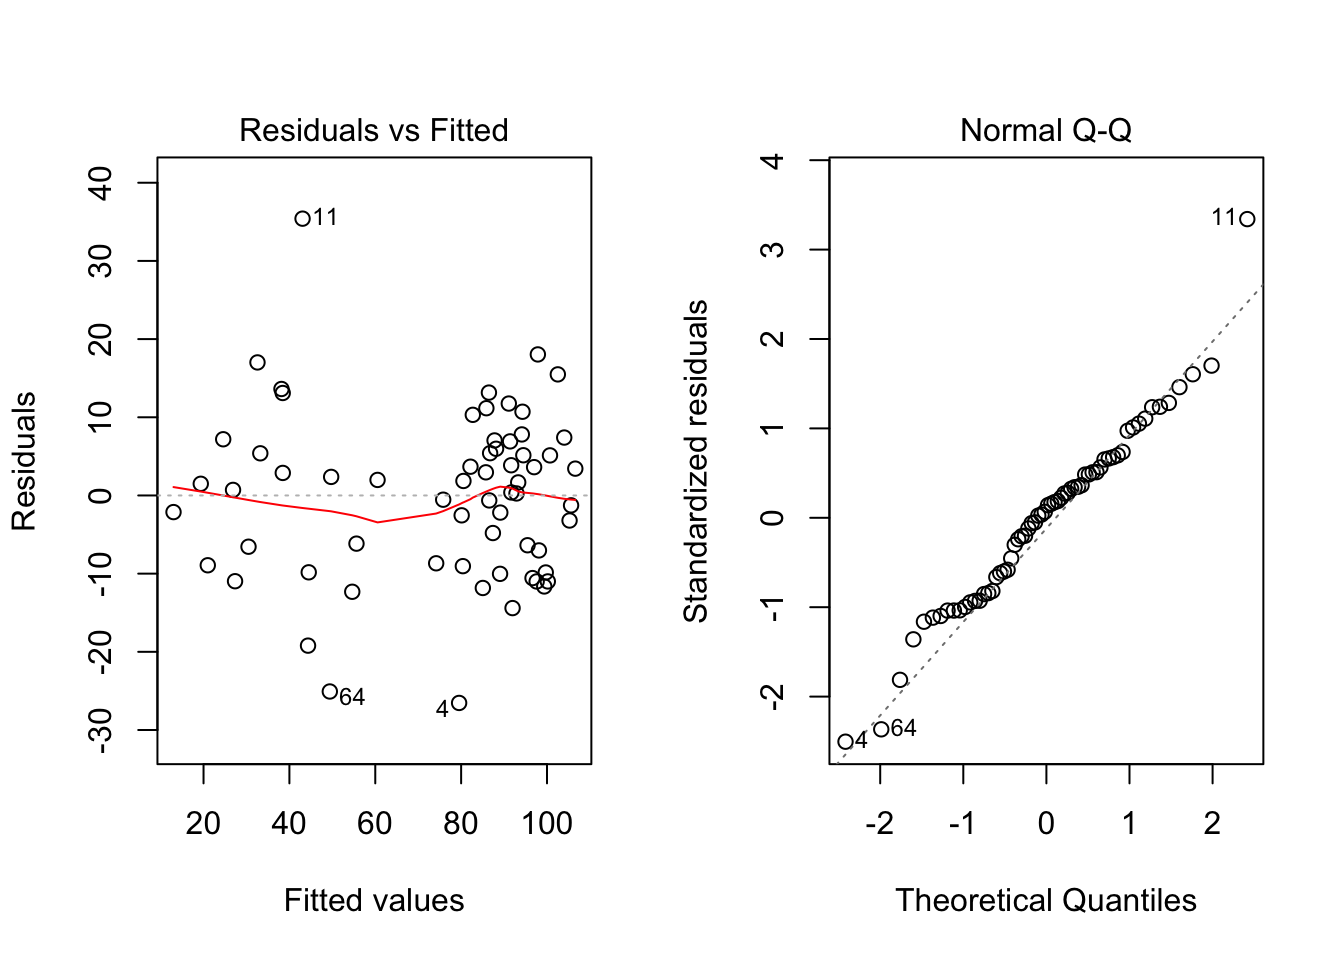 Residuals vs Fitted
Residuals
40
30
20
10
0
-10
-20
-30
11
64
4
20 40 60 80 100
Fitted values
Normal Q-Q
Standardized residuals
4
3
2
1
0
-1
-2
11
64
4
-2 -1 0 1 2
Theoretical Quantiles